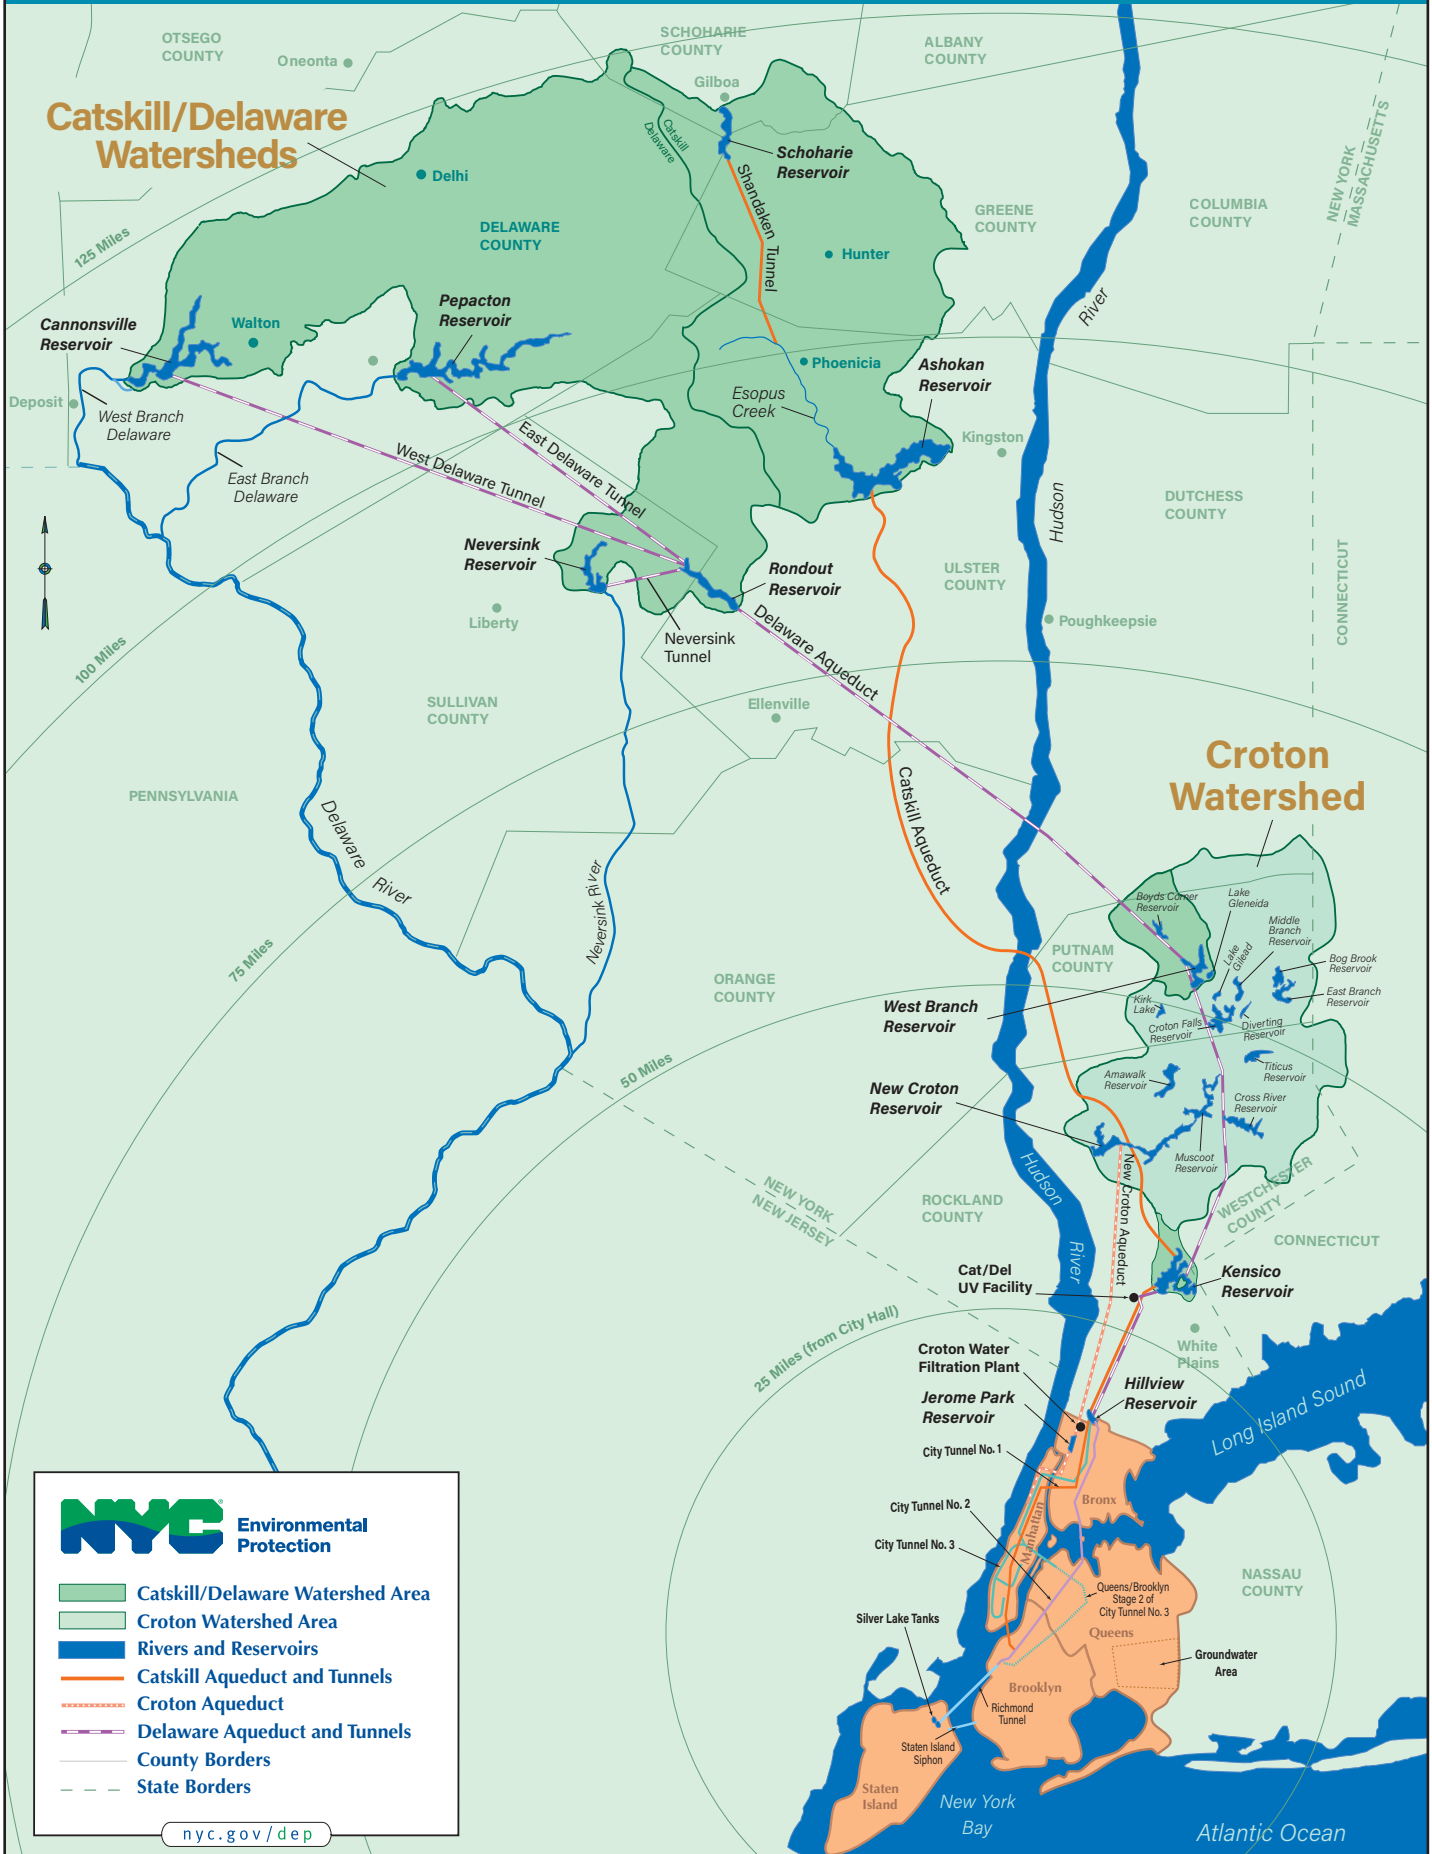 OTSEGO
COUNTY
Oneonta
SCHOHARIE
COUNTY
Gilboa
ALBANY
COUNTY
Catskill/Delaware
Watersheds
Catskill
Delaware
Schoharie
Reservoir
Delhi
NEW YORK
MASSACHUSETTS
DELAWARE
COUNTY
Shandaken Tunnel
GREENE
COUNTY
COLUMBIA
COUNTY
125 Miles
Hunter
River
Pepacton
Reservoir
Cannonsville
Reservoir
Walton
Phoenicia
Ashokan
Reservoir
Esopus
Creek
Deposit
West Branch
Delaware
Kingston
East Delaware Tunnel
West Delaware Tunnel
East Branch
Delaware
Hudson
DUTCHESS
COUNTY
Neversink
Reservoir
Rondout
Reservoir
ULSTER
COUNTY
CONNECTICUT
Liberty
Neversink
Tunnel
Delaware Aqueduct
Poughkeepsie
100 Miles
SULLIVAN
COUNTY
Ellenville
Croton
Watershed
PENNSYLVANIA
Catskill Aqueduct
Delaware
River
Neversink River
Boyds Corner
Reservoir
Lake
Gleneida
Middle
Branch
Reservoir
Lake
Gilead
Bog Brook
Reservoir
East Branch
Reservoir
75 Miles
PUTNAM
COUNTY
ORANGE
COUNTY
West Branch
Reservoir
Kirk
Lake
Croton Falls
Reservoir
Diverting
Reservoir
50 Miles
Titicus
Reservoir
Amawalk
Reservoir
New Croton
Reservoir
Cross River
Reservoir
Muscoot
Reservoir
Hudson
River
New Croton Aqueduct
NEW YORK
NEW JERSEY
ROCKLAND
COUNTY
WESTCHESTER
COUNTY
CONNECTICUT
Cat/Del
UV Facility
Kensico
Reservoir
25 Miles (from City Hall)
White
Plains
Croton Water
Filtration Plant
Hillview
Reservoir
Jerome Park
Reservoir
Long Island Sound
City Tunnel No. 1
City Tunnel No. 2
City Tunnel No. 3
Bronx
Manhattan
NASSAU
COUNTY
Queens/Brooklyn
Stage 2 of
City Tunnel No. 3
Silver Lake Tanks
Queens
Groundwater
Area
Brooklyn
Richmond
Tunnel
Staten Island
Siphon
Staten
Island
New York
Bay
Atlantic Ocean
NYC
Environmental
Protection
Catskill/Delaware Watershed Area
Croton Watershed Area
Rivers and Reservoirs
Catskill Aqueduct and Tunnels
Croton Aqueduct
Delaware Aqueduct and Tunnels
County Borders
State Borders
nyc.gov/dep